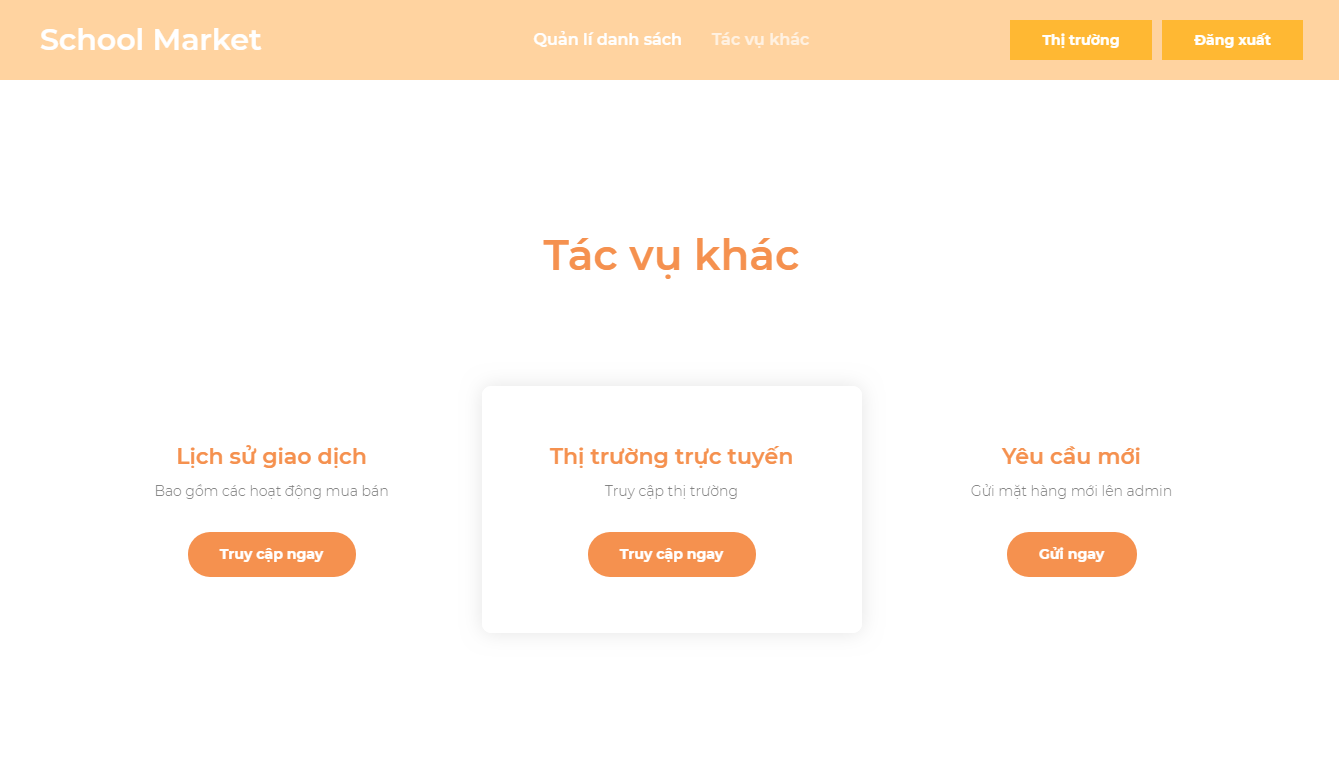 School Market
Quản lí danh sách
Tác vụ khác
Thị trường
Đăng xuất
Tác vụ khác
Lịch sử giao dịch
Bao gồm các hoạt động mua bán
Truy cập ngay
Thị trường trực tuyến
Truy cập thị trường
Truy cập ngay
Yêu cầu mới
Gửi mặt hàng mới lên admin
Gửi ngay